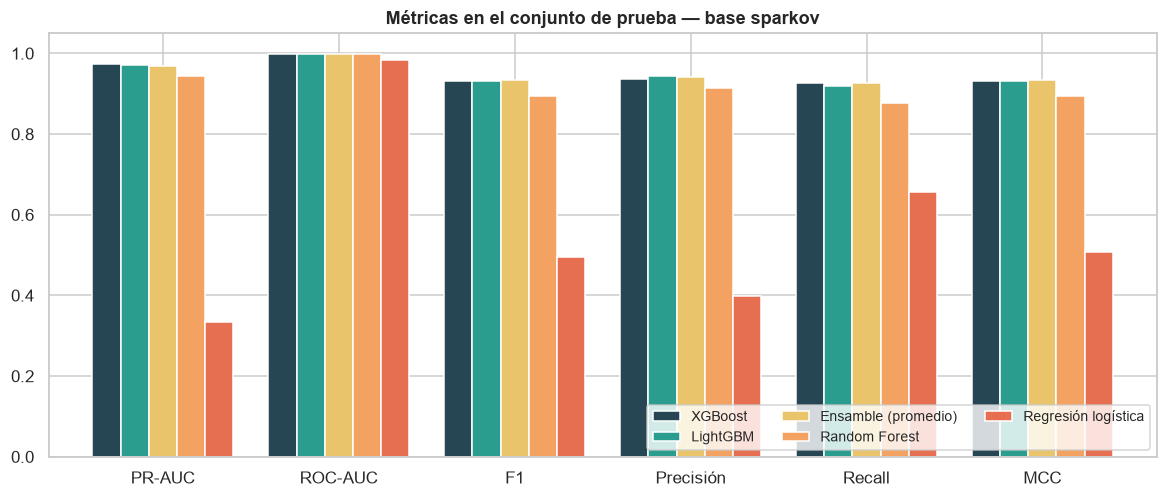 Métricas en el conjunto de prueba — base sparkov
1.0
0.8
0.6
0.4
0.2
0.0
PR-AUC ROC-AUC F1 Precisión Recall MCC
XGBoost Ensamble (promedio) Regresión logística
LightGBM Random Forest